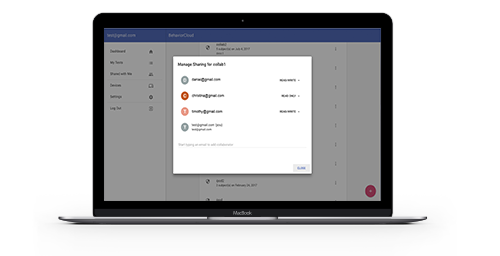 test@gmail.com
BehaviorCloud
Dashboard
My Tests
Shared with Me
Devices
Settings
Log Out
Manage Sharing for collab1
daniel@gmail.com
READ/WRITE
C
christina@gmail.com
READ ONLY
T
timothy@gmail.com
READ/WRITE
T
test@gmail.com (you)
test@gmail.com
Start typing an email to add collaborators
CLOSE
MacBook